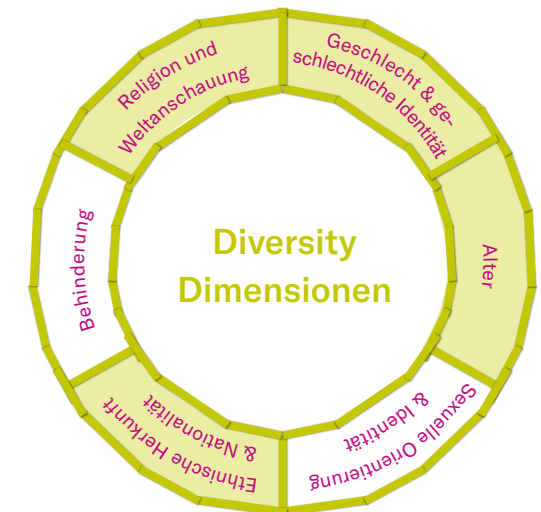 Diversity
Dimensionen
Geschlecht & ge-
schlechtliche Identität
Alter
Sexuelle Orientierung
& Identität
Ethnische Herkunft
& Nationalität
Behinderung
Religion und
Weltanschauung